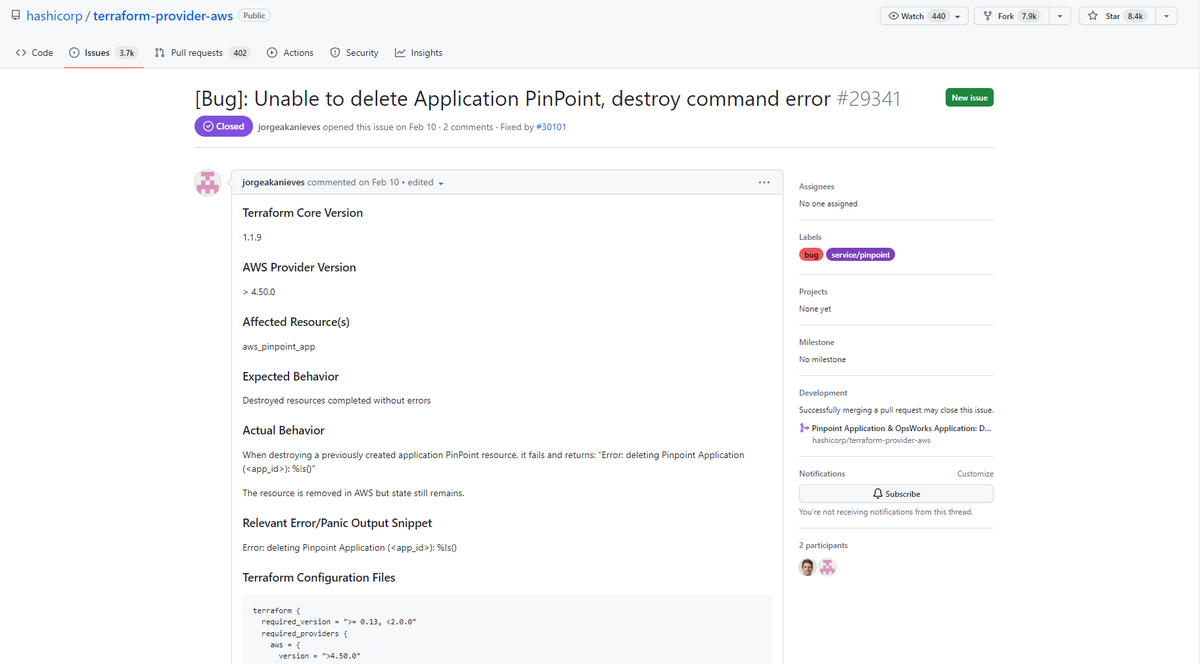 hashicorp / terraform-provider-aws Public
Watch 440 Fork 7.9k Star 8.4k
Code Issues 3.7k Pull requests 402 Actions Security Insights
[Bug]: Unable to delete Application PinPoint, destroy command error #29341
New issue
Closed jorgeakanieves opened this issue on Feb 10 · 2 comments · Fixed by #30101
jorgeakanieves commented on Feb 10 • edited
Terraform Core Version
1.1.9
AWS Provider Version
> 4.50.0
Affected Resource(s)
aws_pinpoint_app
Expected Behavior
Destroyed resources completed without errors
Actual Behavior
When destroying a previously created application PinPoint resource, it fails and returns: "Error: deleting Pinpoint Application
(<app_id>): %!s()"
The resource is removed in AWS but state still remains.
Relevant Error/Panic Output Snippet
Error: deleting Pinpoint Application (<app_id>): %!s()
Terraform Configuration Files
terraform {
required_version = ">= 0.13, <2.0.0"
required_providers {
aws = {
version = ">4.50.0"
Assignees
No one assigned
Labels
bug service/pinpoint
Projects
None yet
Milestone
No milestone
Development
Successfully merging a pull request may close this issue.
Pinpoint Application & OpsWorks Application: D...
hashicorp/terraform-provider-aws
Notifications Customize
Subscribe
You're not receiving notifications from this thread.
2 participants